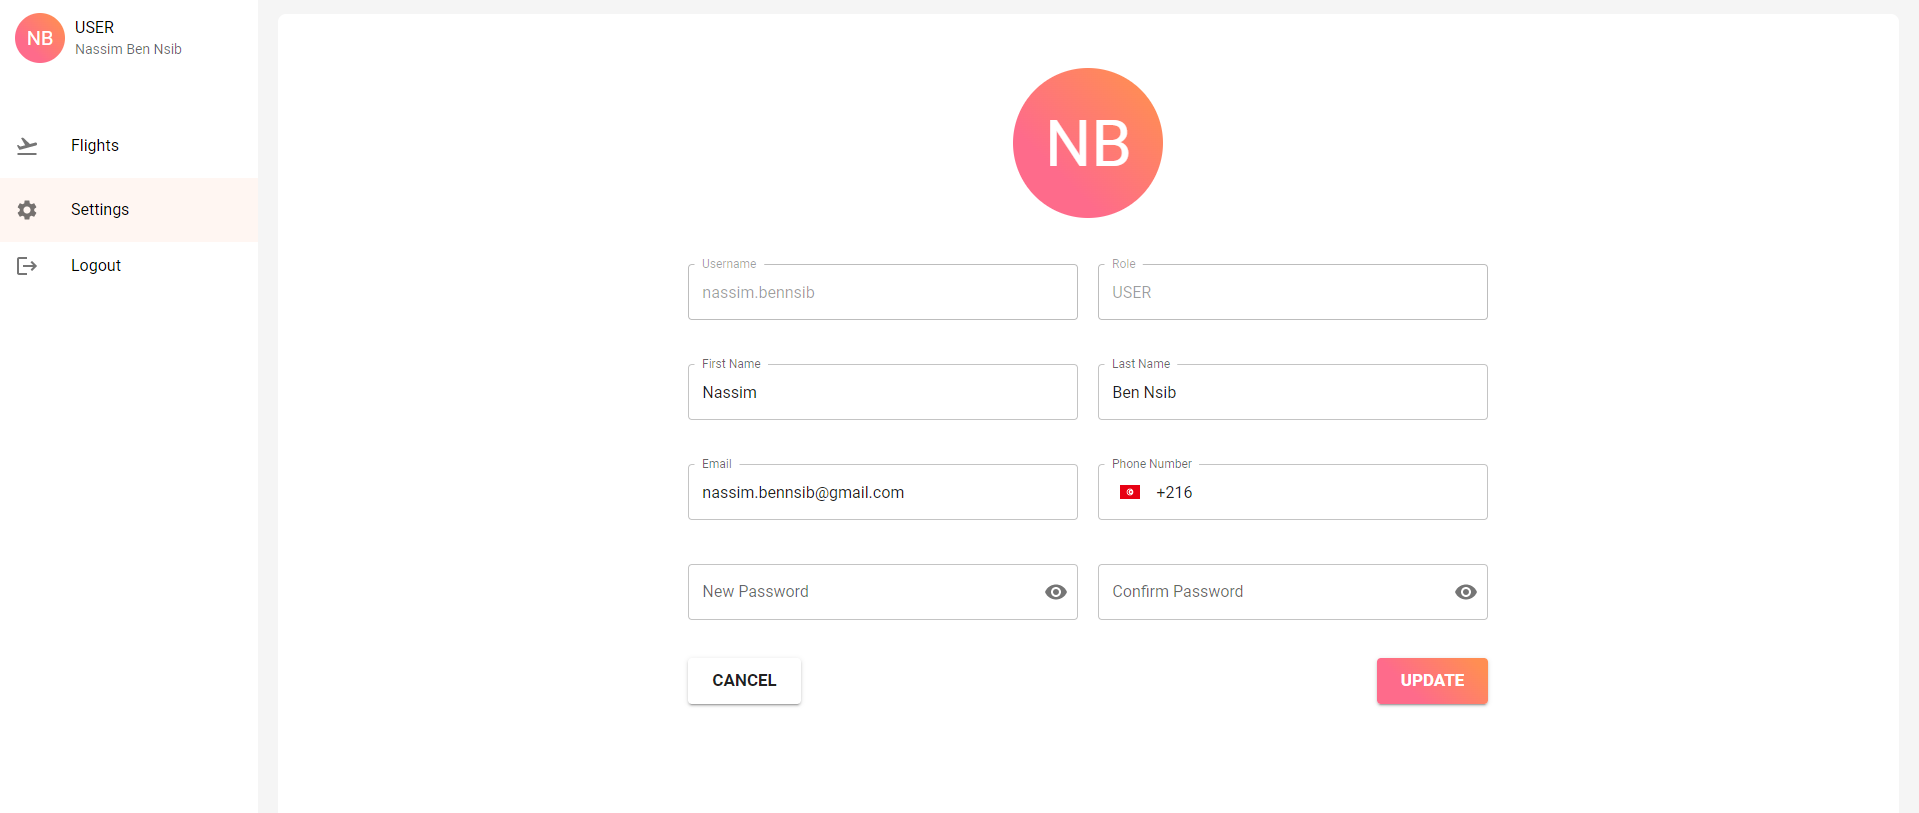 NB
USER
Nassim Ben Nsib
Flights
Settings
Logout
NB
Username
nassim.bennsib
Role
USER
First Name
Nassim
Last Name
Ben Nsib
Email
nassim.bennsib@gmail.com
Phone Number
+216
New Password
Confirm Password
CANCEL
UPDATE